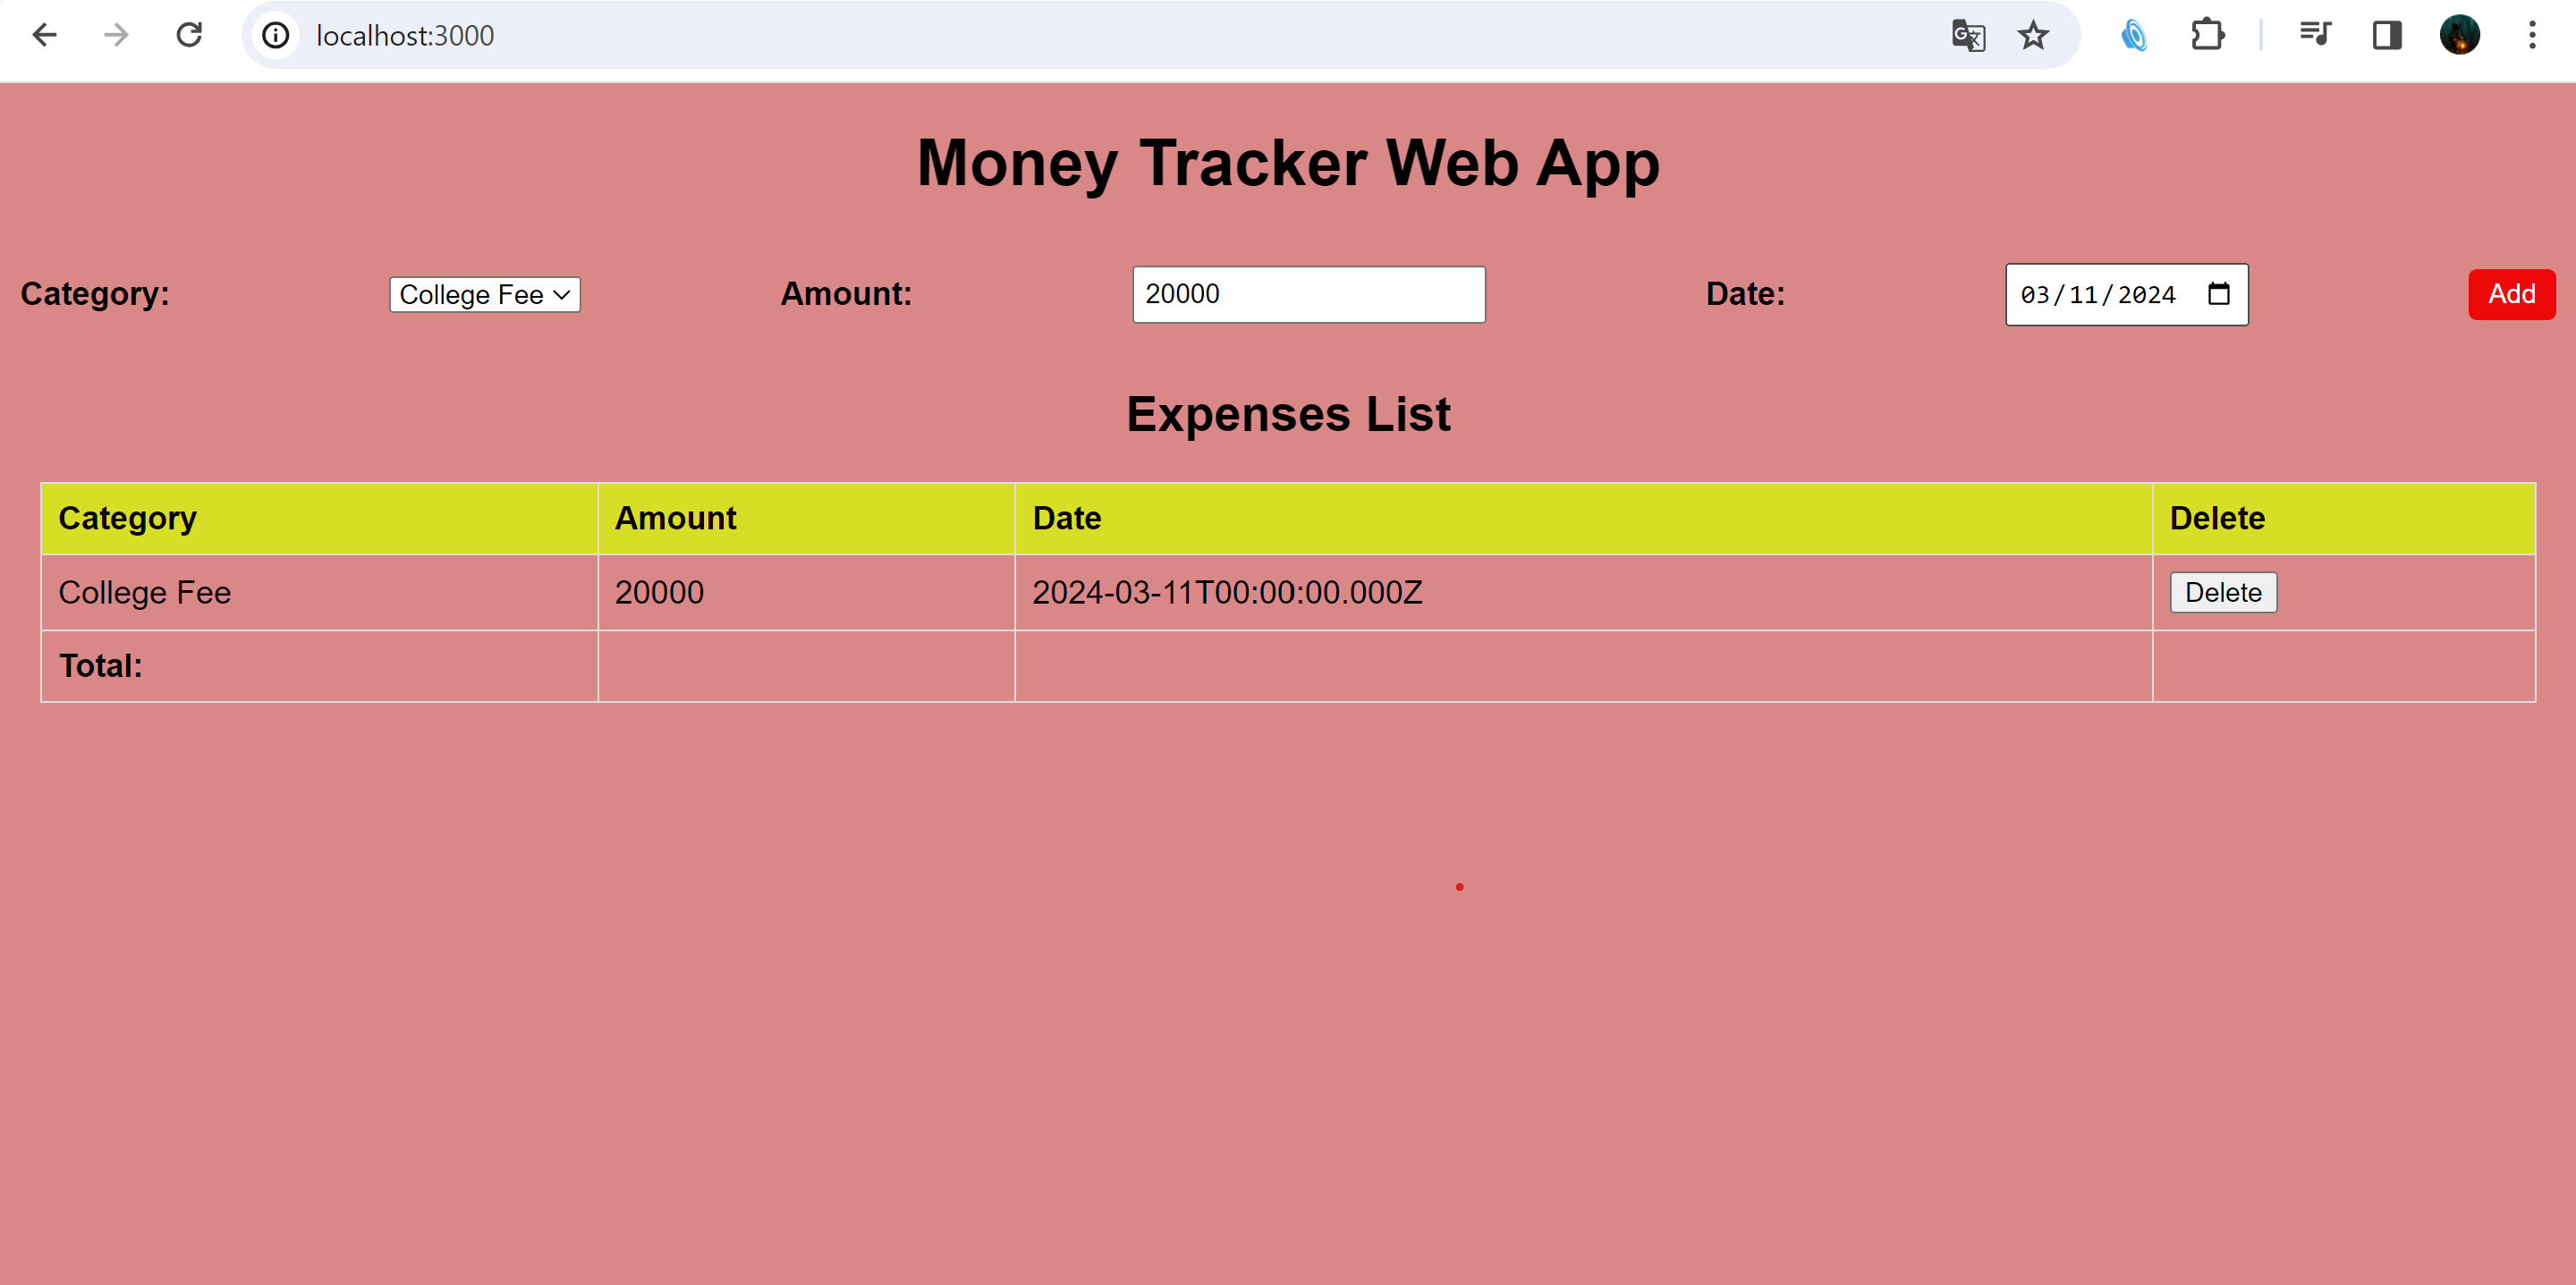 localhost:3000
Money Tracker Web App
Category: College Fee Amount: 20000 Date: 03/11/2024 Add
Expenses List
Category Amount Date Delete
College Fee 20000 2024-03-11T00:00:00.000Z Delete
Total: